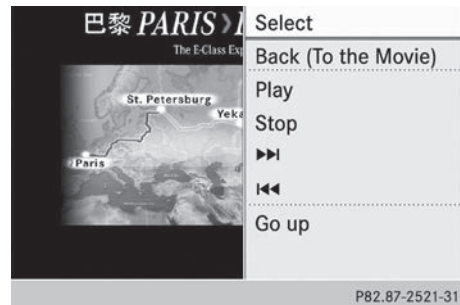 巴黎 PARIS
The E-Class
St. Petersburg
Paris
Select
Back (To the Movie)
Play
Stop
Go up
P82.87-2521-31